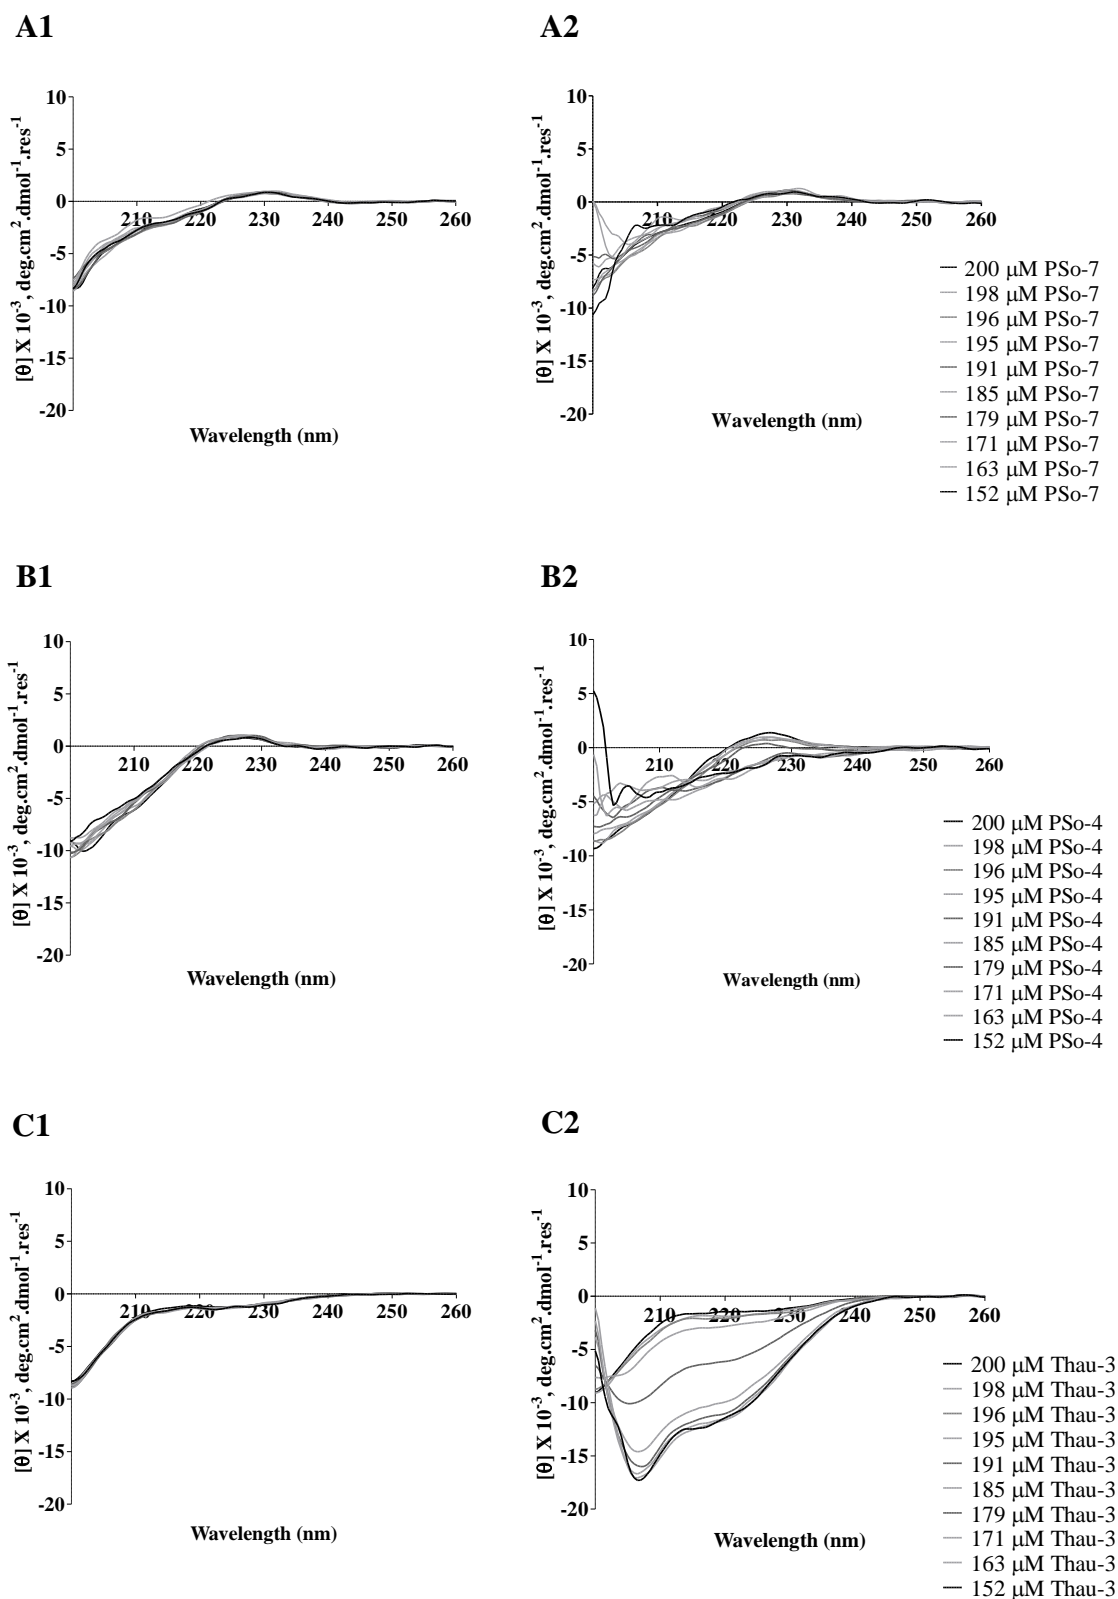 A1
A2
10
5
0
-5
-10
-15
-20
210 220 230 240 250 260
[θ] X 10⁻³, deg.cm².dmol⁻¹.res⁻¹
Wavelength (nm)
10
5
0
-5
-10
-15
-20
210 220 230 240 250 260
[θ] X 10⁻³, deg.cm².dmol⁻¹.res⁻¹
Wavelength (nm)
200 μM PSo-7
198 μM PSo-7
196 μM PSo-7
195 μM PSo-7
191 μM PSo-7
185 μM PSo-7
179 μM PSo-7
171 μM PSo-7
163 μM PSo-7
152 μM PSo-7
B1
B2
10
5
0
-5
-10
-15
-20
210 220 230 240 250 260
[θ] X 10⁻³, deg.cm².dmol⁻¹.res⁻¹
Wavelength (nm)
10
5
0
-5
-10
-15
-20
210 220 230 240 250 260
[θ] X 10⁻³, deg.cm².dmol⁻¹.res⁻¹
Wavelength (nm)
200 μM PSo-4
198 μM PSo-4
196 μM PSo-4
195 μM PSo-4
191 μM PSo-4
185 μM PSo-4
179 μM PSo-4
171 μM PSo-4
163 μM PSo-4
152 μM PSo-4
C1
C2
10
5
0
-5
-10
-15
-20
210 220 230 240 250 260
[θ] X 10⁻³, deg.cm².dmol⁻¹.res⁻¹
Wavelength (nm)
10
5
0
-5
-10
-15
-20
210 220 230 240 250 260
[θ] X 10⁻³, deg.cm².dmol⁻¹.res⁻¹
Wavelength (nm)
200 μM Thau-3
198 μM Thau-3
196 μM Thau-3
195 μM Thau-3
191 μM Thau-3
185 μM Thau-3
179 μM Thau-3
171 μM Thau-3
163 μM Thau-3
152 μM Thau-3